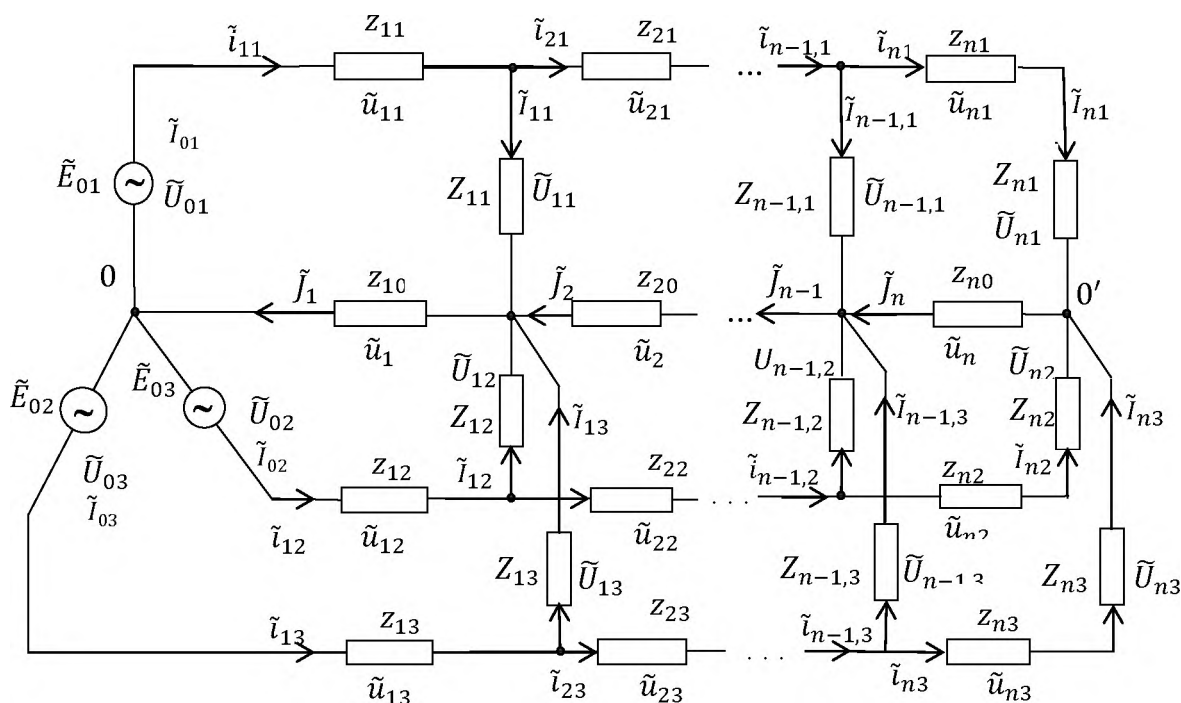 ĩ₁₁ z₁₁ ĩ₂₁ z₂₁ ĩₙ₋₁,₁ ĩₙ₁ zₙ₁
...
ũ₁₁ Ĩ₁₁ ũ₂₁ Ĩₙ₋₁,₁ ũₙ₁ Ĩₙ₁
Ĩ₀₁
Ẽ₀₁ ~ Ũ₀₁ Z₁₁ Ũ₁₁ Zₙ₋₁,₁ Ũₙ₋₁,₁ Zₙ₁ Ũₙ₁
0 J̃₁ z₁₀ J̃₂ z₂₀ J̃ₙ₋₁ J̃ₙ zₙ₀ 0′
...
ũ₁ ũ₂ ũₙ
Ẽ₀₂ ~ Ẽ₀₃ ~ Ũ₁₂ Uₙ₋₁,₂ Ũₙ₂
Ũ₀₂ Z₁₂ Ĩ₁₃ Zₙ₋₁,₂ Ĩₙ₋₁,₃ Zₙ₂ Ĩₙ₃
Ũ₀₃ Ĩ₀₂ z₁₂ Ĩ₁₂ z₂₂ ĩₙ₋₁,₂ zₙ₂ Ĩₙ₂
Ĩ₀₃ . . . .
ĩ₁₂ ũ₁₂ ũ₂₂ ũₙ₂
Z₁₃ Ũ₁₃ Zₙ₋₁,₃ Ũₙ₋₁,₃ Zₙ₃ Ũₙ₃
ĩ₁₃ z₁₃ z₂₃ ĩₙ₋₁,₃ zₙ₃
. . . .
ũ₁₃ ĩ₂₃ ũ₂₃ ĩₙ₃ ũₙ₃